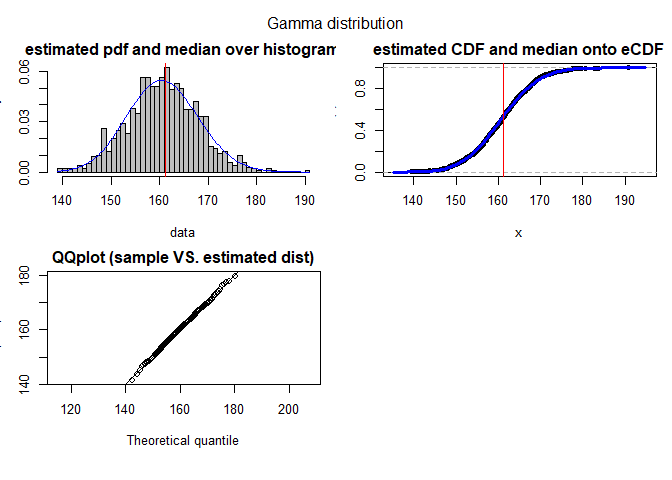 Gamma distribution
estimated pdf and median over histogram
0.00 0.03 0.06
140 150 160 170 180 190
data
estimated CDF and median onto eCDF
0.0 0.4 0.8
140 150 160 170 180 190
x
QQplot (sample VS. estimated dist)
140 160 180
120 140 160 180 200
Theoretical quantile